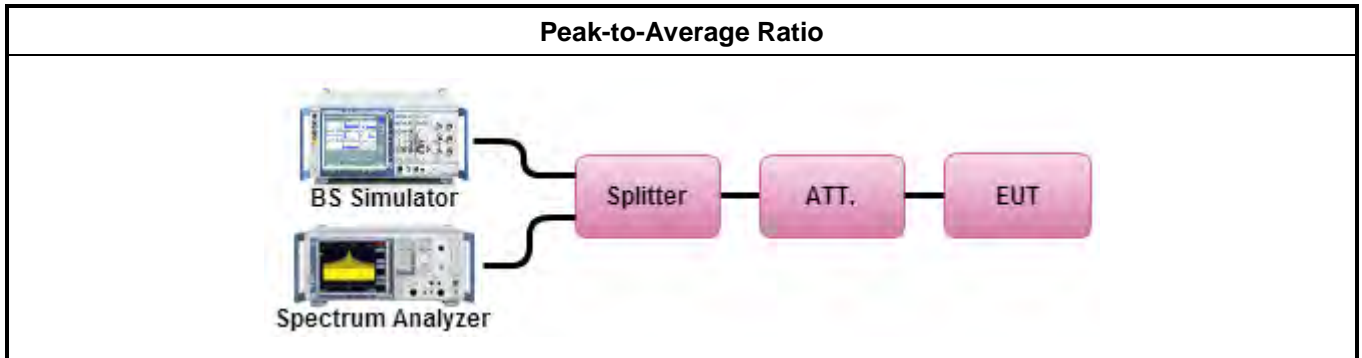 Peak-to-Average Ratio
BS Simulator
Splitter
ATT.
EUT
Spectrum Analyzer